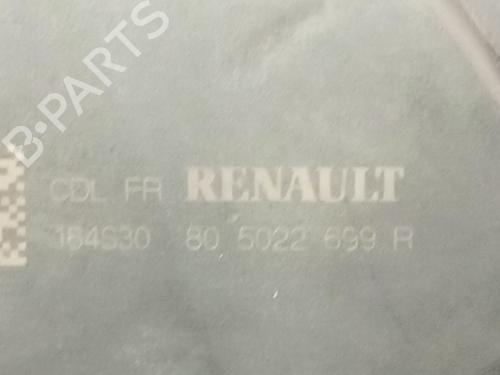 B-PARTS
CDL FR RENAULT
164S30 80 5022 699 R